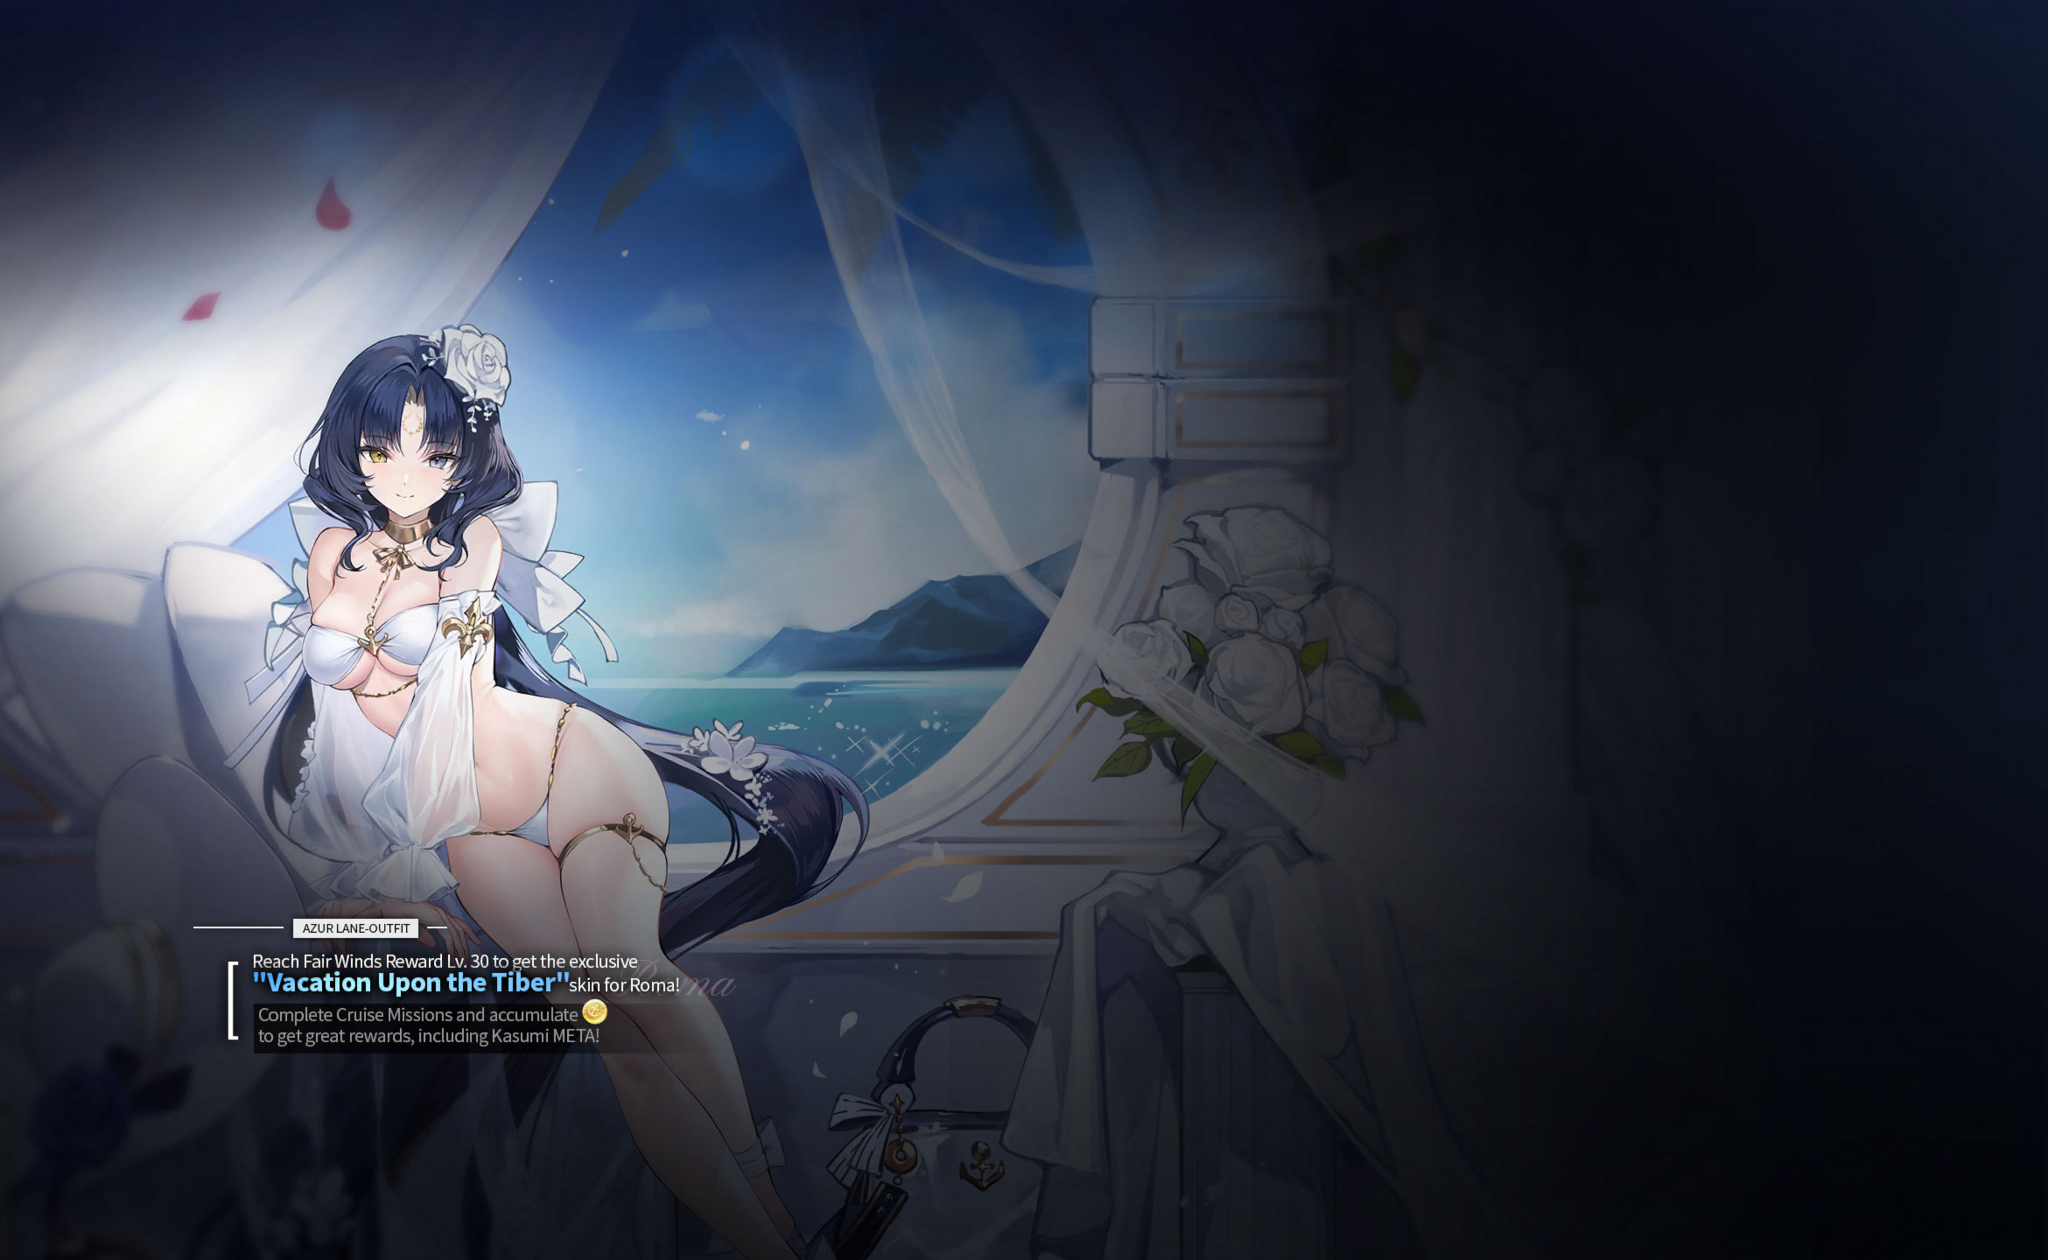 AZUR LANE-OUTFIT
Reach Fair Winds Reward Lv. 30 to get the exclusive
"Vacation Upon the Tiber" skin for Roma!
Roma
Complete Cruise Missions and accumulate
to get great rewards, including Kasumi META!